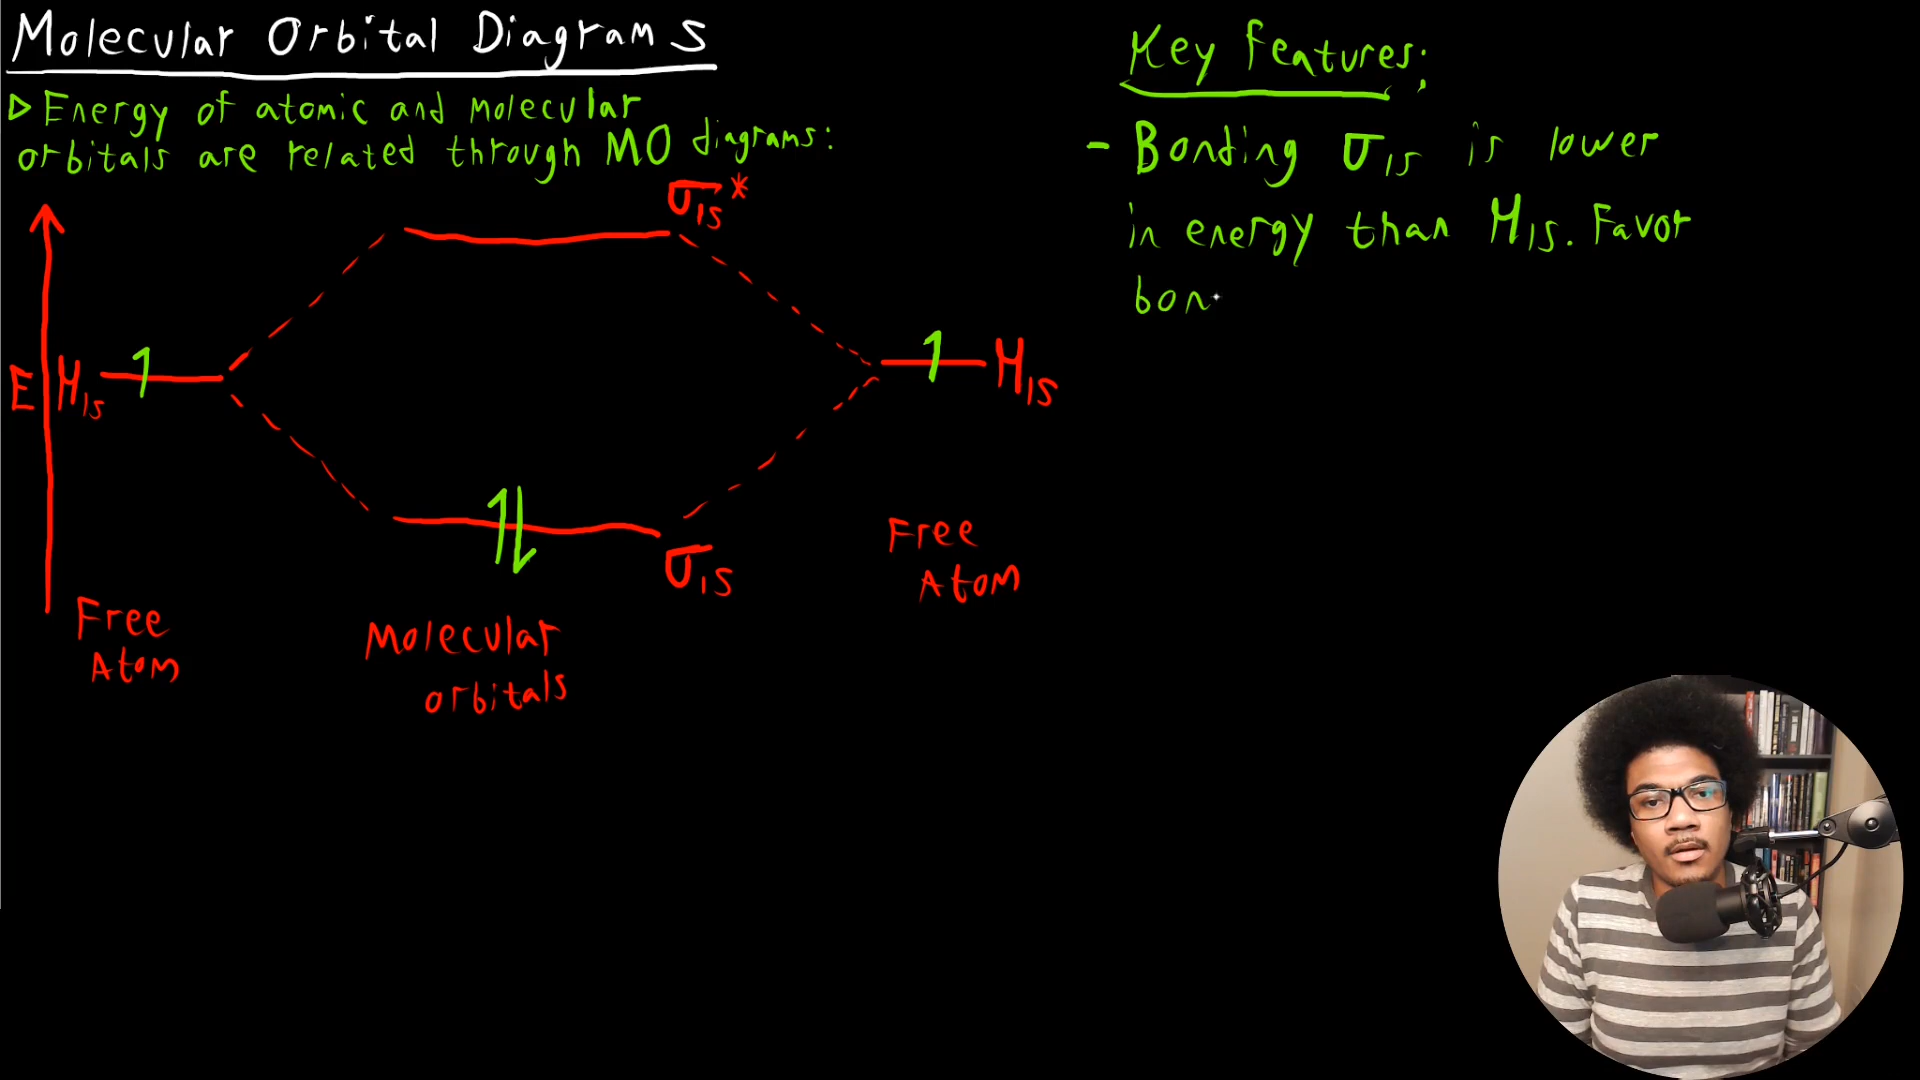 Molecular Orbital Diagrams
▷ Energy of atomic and molecular
orbitals are related through MO diagrams:
σ1s*
E
H1s
H1s
σ1s
Free
Atom
Molecular
orbitals
Free
Atom
Key Features:
- Bonding σ1s is lower
in energy than H1s. Favor
bon